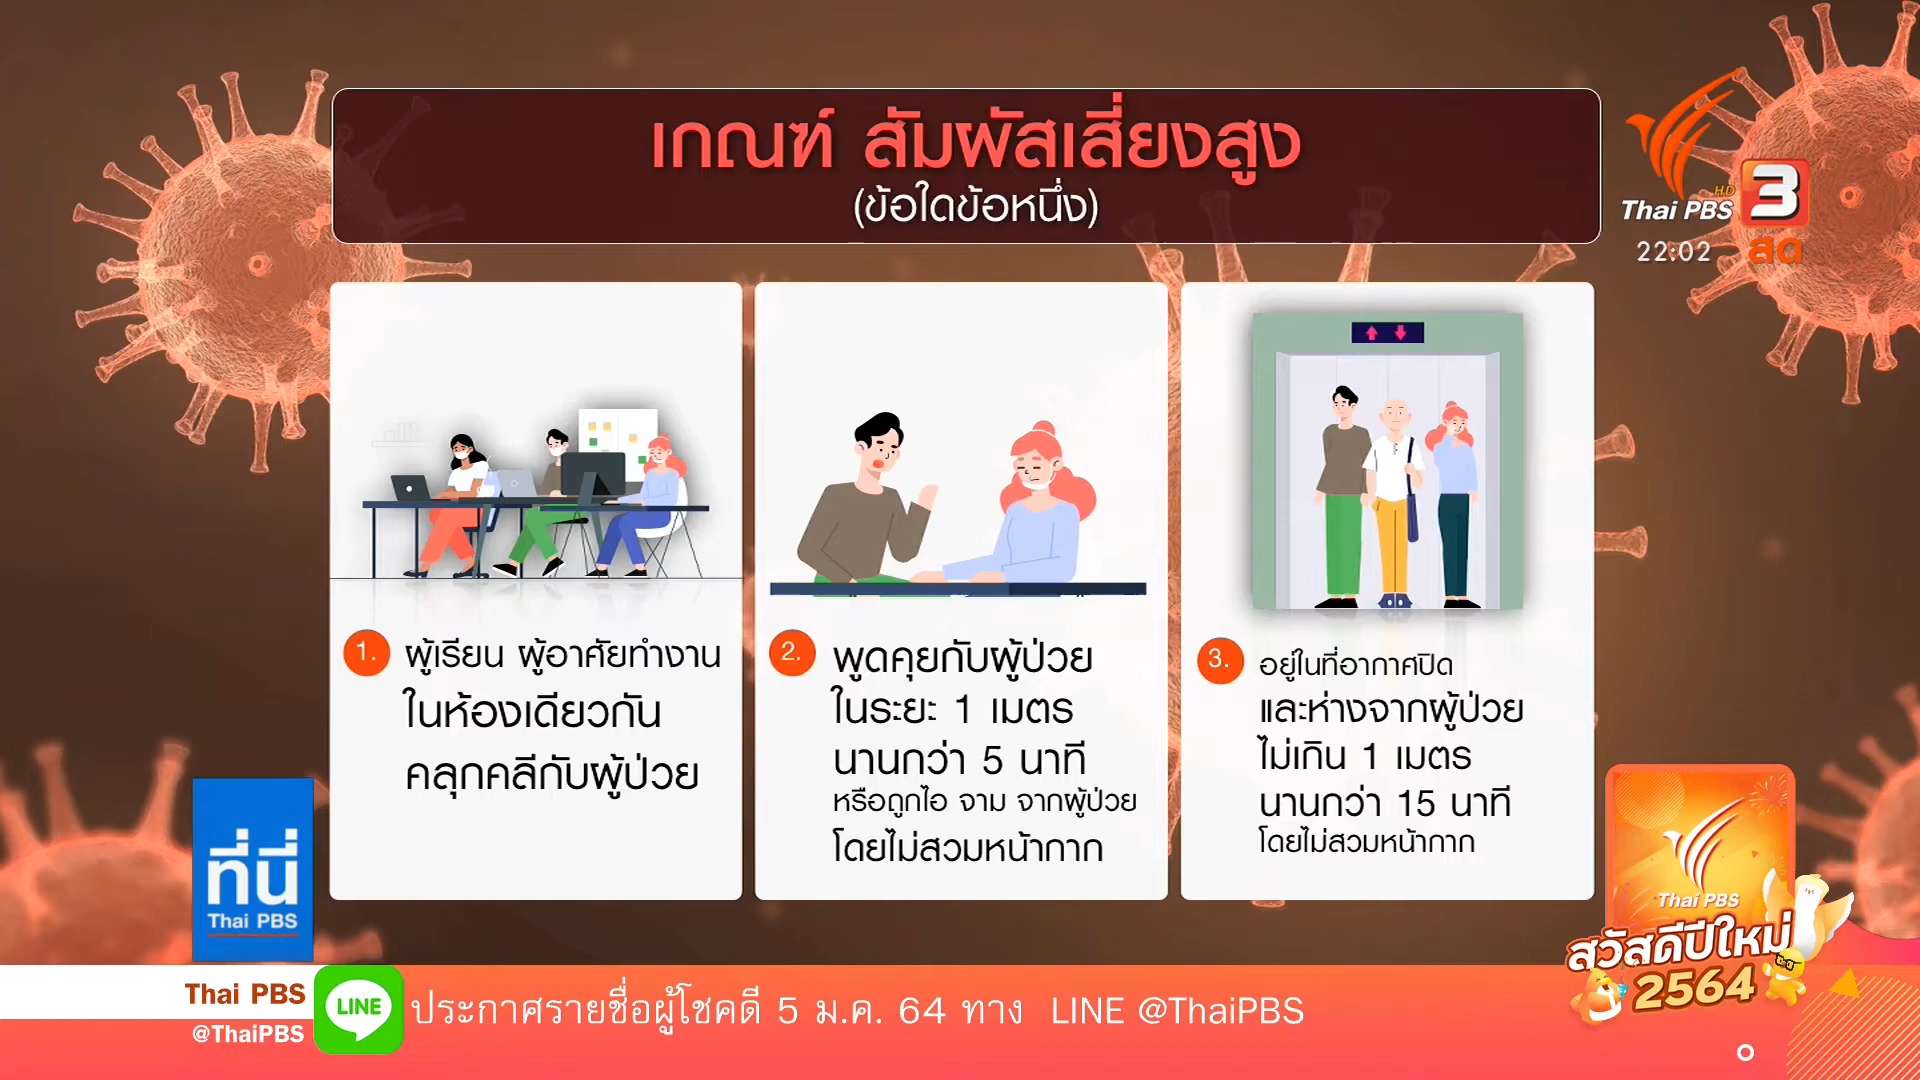 เกณฑ์ สัมผัสเสี่ยงสูง
(ข้อใดข้อหนึ่ง)
HD
Thai PBS 3
22:02 สด
1. ผู้เรียน ผู้อาศัยทำงาน
ในห้องเดียวกัน
คลุกคลีกับผู้ป่วย
2. พูดคุยกับผู้ป่วย
ในระยะ 1 เมตร
นานกว่า 5 นาที
หรือถูกไอ จาม จากผู้ป่วย
โดยไม่สวมหน้ากาก
3. อยู่ในที่อากาศปิด
และห่างจากผู้ป่วย
ไม่เกิน 1 เมตร
นานกว่า 15 นาที
โดยไม่สวมหน้ากาก
ที่นี่
Thai PBS
Thai PBS
สวัสดีปีใหม่
2564
Thai PBS
@ThaiPBS
LINE
ประกาศรายชื่อผู้โชคดี 5 ม.ค. 64 ทาง LINE @ThaiPBS